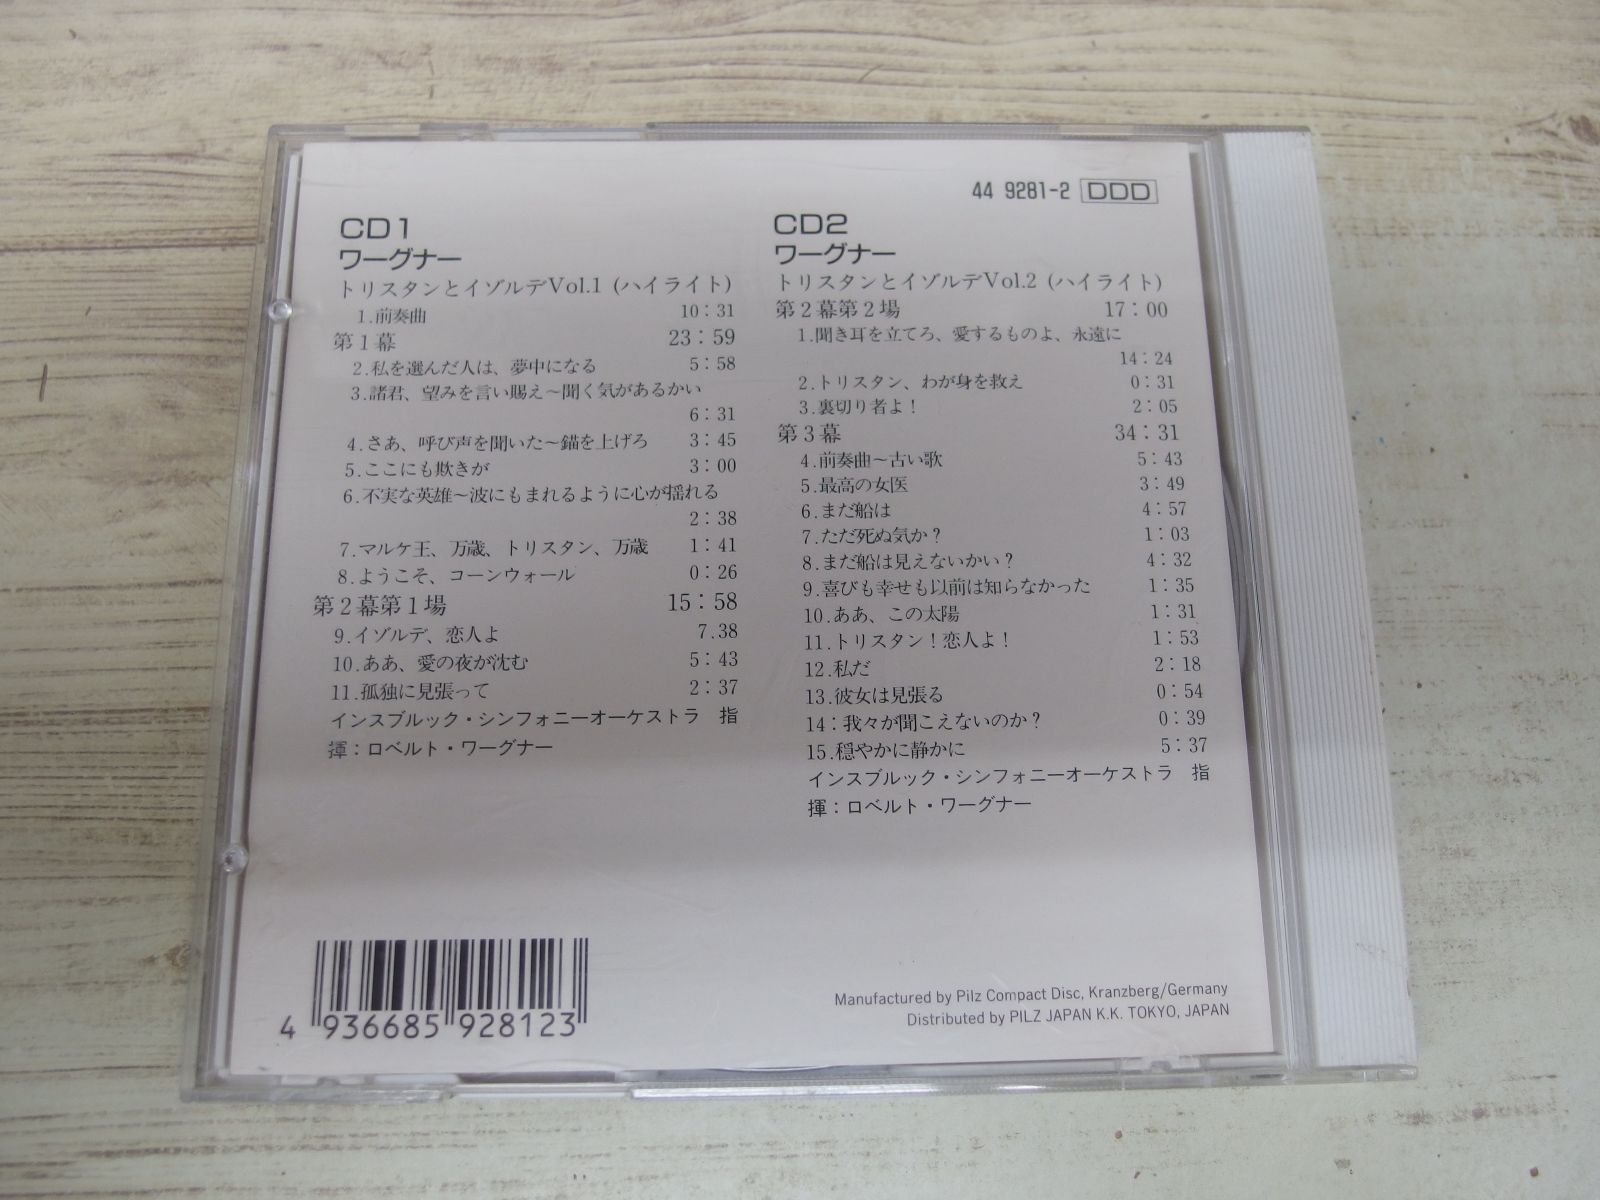 44 9281-2 DDD
CD1
ワーグナー
トリスタンとイゾルデVol.1 (ハイライト)
1.前奏曲 10:31
第1幕 23:59
2.私を選んだ人は、夢中になる 5:58
3.諸君、望みを言い賜え〜聞く気があるかい
6:31
4.さあ、呼び声を聞いた〜錨を上げろ 3:45
5.ここにも欺きが 3:00
6.不実な英雄〜波にもまれるように心が揺れる
2:38
7.マルケ王、万歳、トリスタン、万歳 1:41
8.ようこそ、コーンウォール 0:26
第2幕第1場 15:58
9.イゾルデ、恋人よ 7.38
10.ああ、愛の夜が沈む 5:43
11.孤独に見張って 2:37
インスブルック・シンフォニーオーケストラ 指
揮:ロベルト・ワーグナー
CD2
ワーグナー
トリスタンとイゾルデVol.2 (ハイライト)
第2幕第2場 17:00
1.聞き耳を立てろ、愛するものよ、永遠に
14:24
2.トリスタン、わが身を救え 0:31
3.裏切り者よ! 2:05
第3幕 34:31
4.前奏曲〜古い歌 5:43
5.最高の女医 3:49
6.まだ船は 4:57
7.ただ死ぬ気か? 1:03
8.まだ船は見えないかい? 4:32
9.喜びも幸せも以前は知らなかった 1:35
10.ああ、この太陽 1:31
11.トリスタン!恋人よ! 1:53
12.私だ 2:18
13.彼女は見張る 0:54
14:我々が聞こえないのか? 0:39
15.穏やかに静かに 5:37
インスブルック・シンフォニーオーケストラ 指
揮:ロベルト・ワーグナー
4 936685 928123
Manufactured by Pilz Compact Disc, Kranzberg/Germany
Distributed by PILZ JAPAN K.K. TOKYO, JAPAN